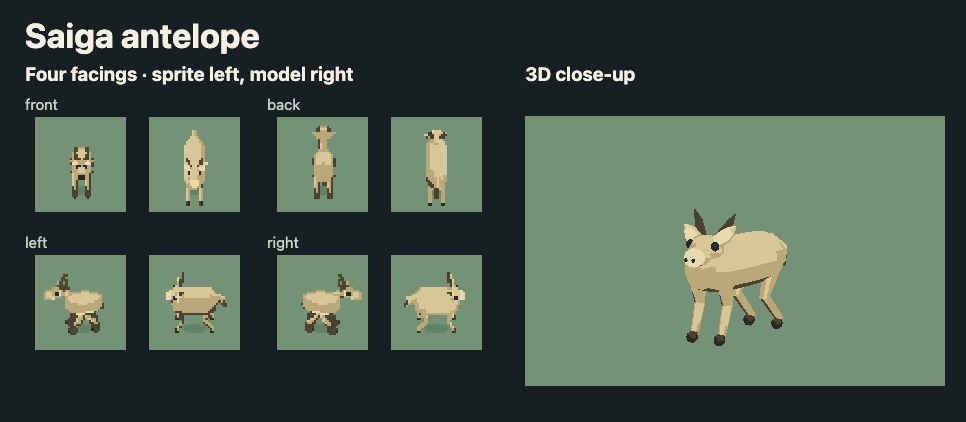 Saiga antelope
Four facings · sprite left, model right
3D close-up
front
back
left
right